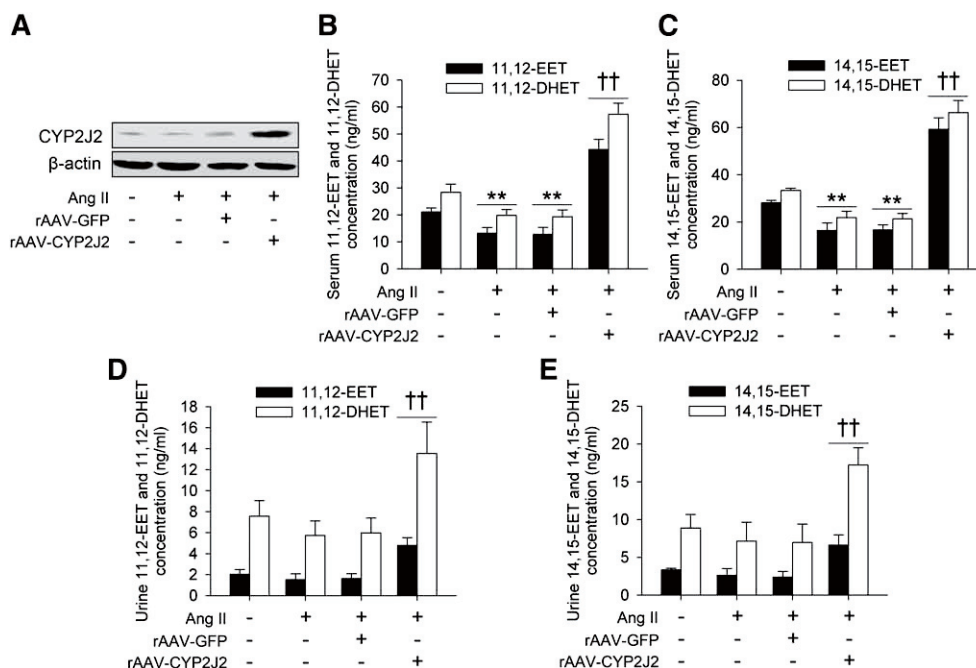 A
CYP2J2
β-actin
Ang II - + + +
rAAV-GFP - - + -
rAAV-CYP2J2 - - - +
B
11,12-EET
11,12-DHET
Serum 11,12-EET and 11,12-DHET
concentration (ng/ml)
70
60
50
40
30
20
10
0
** ** ††
Ang II - + + +
rAAV-GFP - - + -
rAAV-CYP2J2 - - - +
C
14,15-EET
14,15-DHET
Serum 14,15-EET and 14,15-DHET
concentration (ng/ml)
80
60
40
20
0
** ** ††
Ang II - + + +
rAAV-GFP - - + -
rAAV-CYP2J2 - - - +
D
11,12-EET
11,12-DHET
Urine 11,12-EET and 11,12-DHET
concentration (ng/ml)
18
16
14
12
10
8
6
4
2
0
††
Ang II - + + +
rAAV-GFP - - + -
rAAV-CYP2J2 - - - +
E
14,15-EET
14,15-DHET
Urine 14,15-EET and 14,15-DHET
concentration (ng/ml)
25
20
15
10
5
0
††
Ang II - + + +
rAAV-GFP - - + -
rAAV-CYP2J2 - - - +